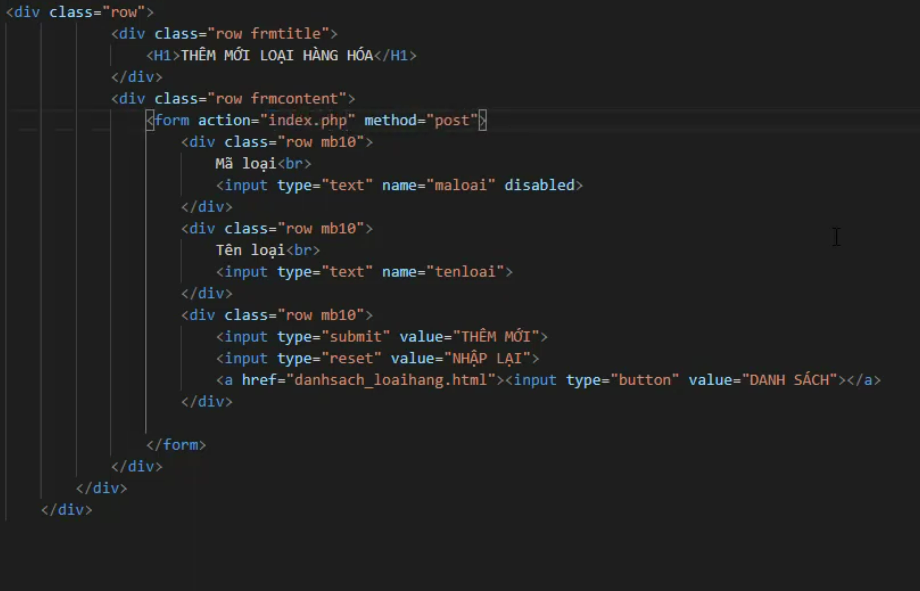 <div class="row">
<div class="row frmtitle">
<H1>THÊM MỚI LOẠI HÀNG HÓA</H1>
</div>
<div class="row frmcontent">
<form action="index.php" method="post">
<div class="row mb10">
Mã loại<br>
<input type="text" name="maloai" disabled>
</div>
<div class="row mb10">
Tên loại<br>
<input type="text" name="tenloai">
</div>
<div class="row mb10">
<input type="submit" value="THÊM MỚI">
<input type="reset" value="NHẬP LẠI">
<a href="danhsach_loaihang.html"><input type="button" value="DANH SÁCH"></a>
</div>
</form>
</div>
</div>
</div>